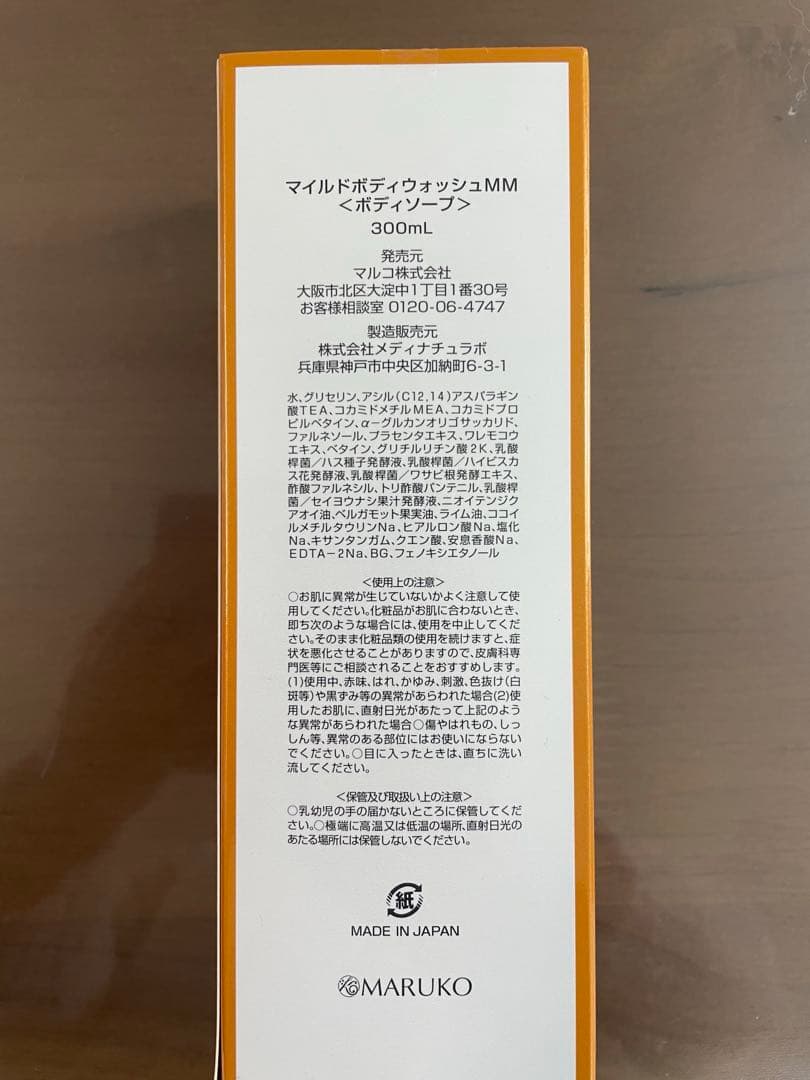 マイルドボディウォッシュMM
＜ボディソープ＞
300mL
発売元
マルコ株式会社
大阪市北区大淀中1丁目1番30号
お客様相談室 0120-06-4747
製造販売元
株式会社メディナチュラボ
兵庫県神戸市中央区加納町6-3-1
水、グリセリン、アシル（C12,14）アスパラギン
酸TEA、コカミドメチルMEA、コカミドプロ
ピルベタイン、α－グルカンオリゴサッカリド、
ファルネソール、プラセンタエキス、ワレモコウ
エキス、ベタイン、グリチルリチン酸2K、乳酸
桿菌／ハス種子発酵液、乳酸桿菌／ハイビスカ
ス花発酵液、乳酸桿菌／ワサビ根発酵エキス、
酢酸ファルネシル、トリ酢酸パンテニル、乳酸桿
菌／セイヨウナシ果汁発酵液、ニオイテンジク
アオイ油、ベルガモット果実油、ライム油、ココイ
ルメチルタウリンNa、ヒアルロン酸Na、塩化
Na、キサンタンガム、クエン酸、安息香酸Na、
EDTA－2Na、BG、フェノキシエタノール
＜使用上の注意＞
○お肌に異常が生じていないかよく注意して使
用してください。化粧品がお肌に合わないとき、
即ち次のような場合には、使用を中止してくだ
さい。そのまま化粧品類の使用を続けますと、症
状を悪化させることがありますので、皮膚科専
門医等にご相談されることをおすすめします。
(1)使用中、赤味、はれ、かゆみ、刺激、色抜け（白
斑等）や黒ずみ等の異常があらわれた場合(2)使
用したお肌に、直射日光があたって上記のよう
な異常があらわれた場合○傷やはれもの、しっ
しん等、異常のある部位にはお使いにならない
でください。○目に入ったときは、直ちに洗い
流してください。
＜保管及び取扱い上の注意＞
○乳幼児の手の届かないところに保管してくだ
さい。○極端に高温又は低温の場所、直射日光の
あたる場所には保管しないでください。
紙
MADE IN JAPAN
MARUKO